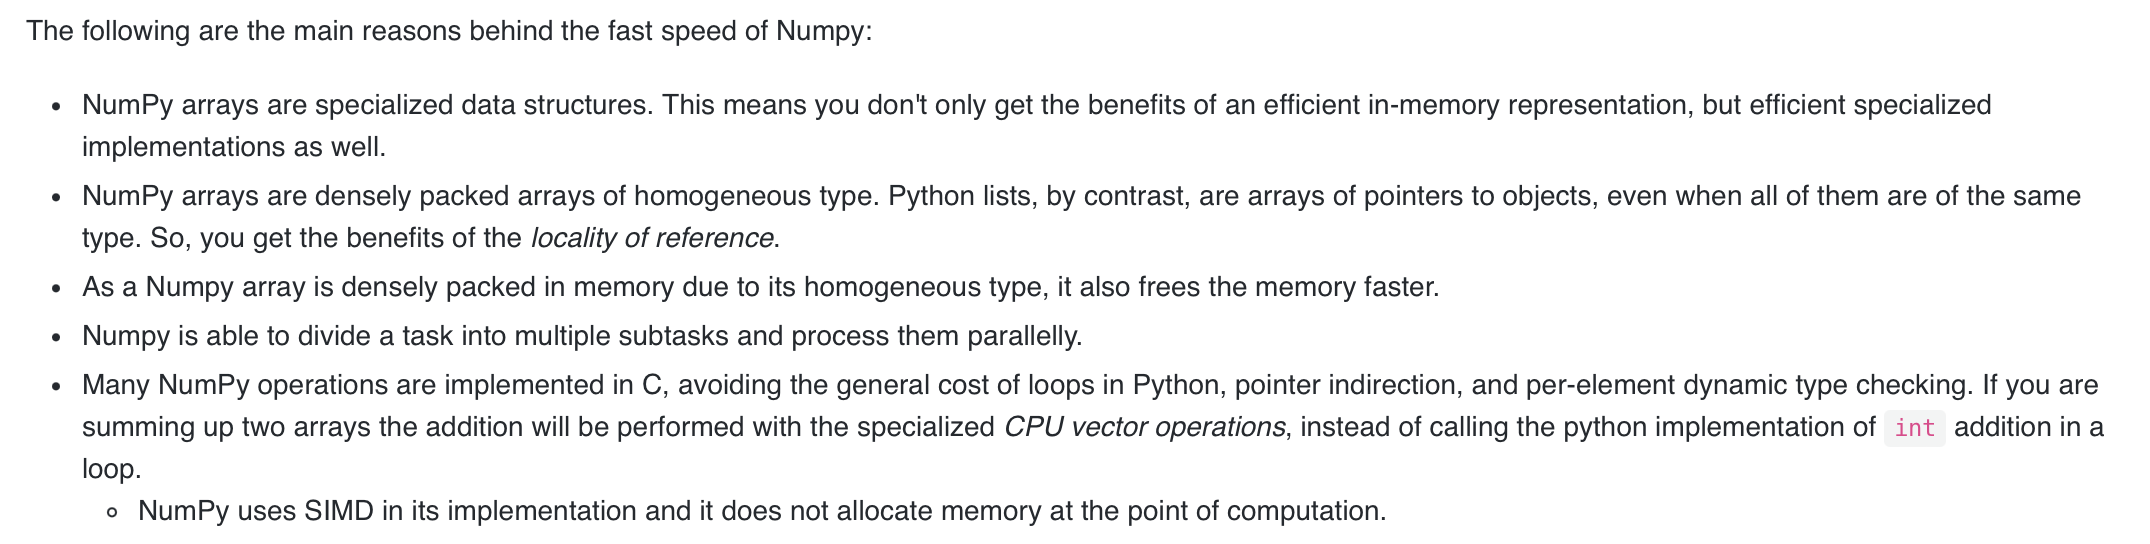 The following are the main reasons behind the fast speed of Numpy:
• NumPy arrays are specialized data structures. This means you don't only get the benefits of an efficient in-memory representation, but efficient specialized
implementations as well.
• NumPy arrays are densely packed arrays of homogeneous type. Python lists, by contrast, are arrays of pointers to objects, even when all of them are of the same
type. So, you get the benefits of the locality of reference.
• As a Numpy array is densely packed in memory due to its homogeneous type, it also frees the memory faster.
• Numpy is able to divide a task into multiple subtasks and process them parallelly.
• Many NumPy operations are implemented in C, avoiding the general cost of loops in Python, pointer indirection, and per-element dynamic type checking. If you are
summing up two arrays the addition will be performed with the specialized CPU vector operations, instead of calling the python implementation of int addition in a
loop.
◦ NumPy uses SIMD in its implementation and it does not allocate memory at the point of computation.